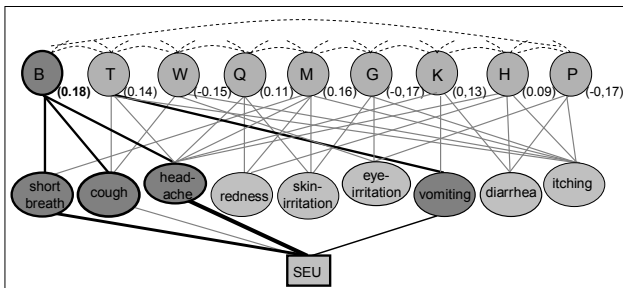 B T W Q M G K H P
(0.18) (0.14) (-0.15) (0.11) (0.16) (-0,17) (0,13) (0.09) (-0,17)
short breath cough head-ache redness skin-irritation eye-irritation vomiting diarrhea itching
SEU